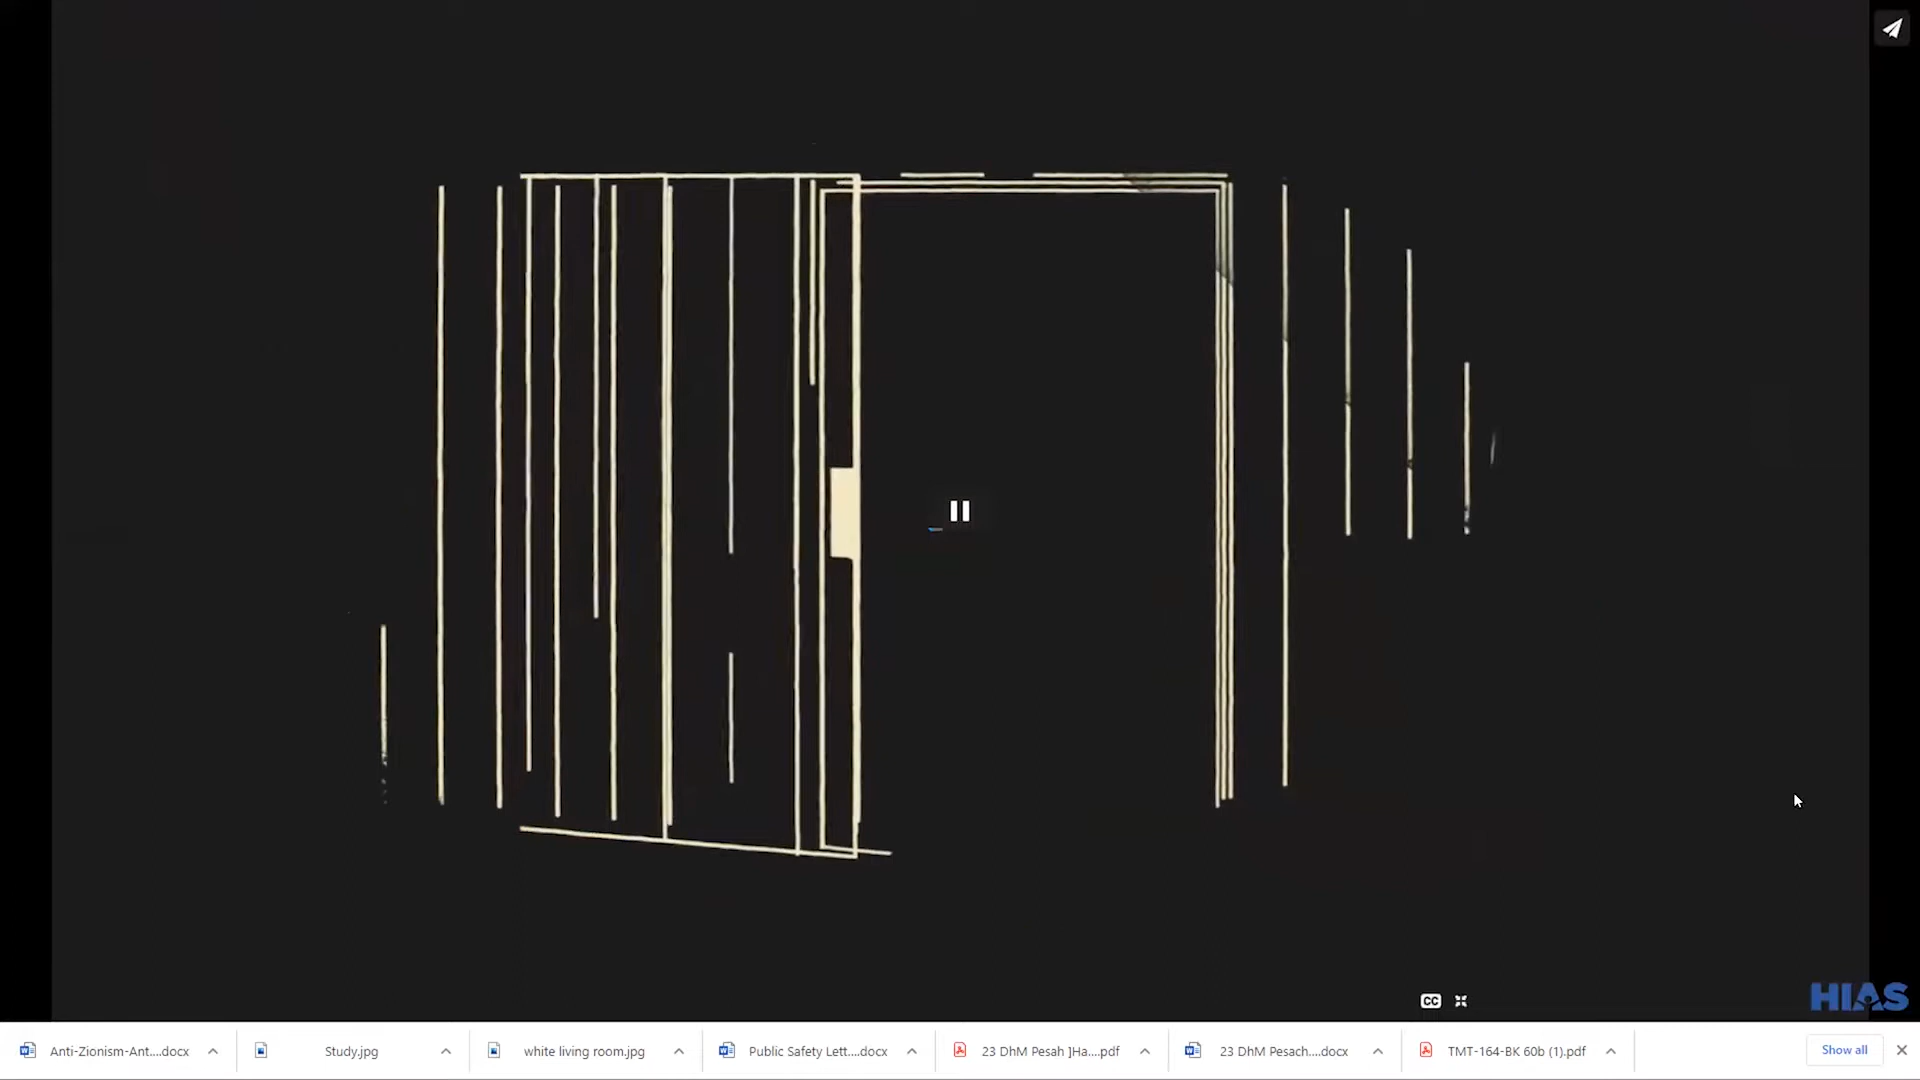 CC
HIAS
Anti-Zionism-Ant....docx
Study.jpg
white living room.jpg
Public Safety Lett....docx
23 DhM Pesah ]Ha....pdf
23 DhM Pesach....docx
TMT-164-BK 60b (1).pdf
Show all